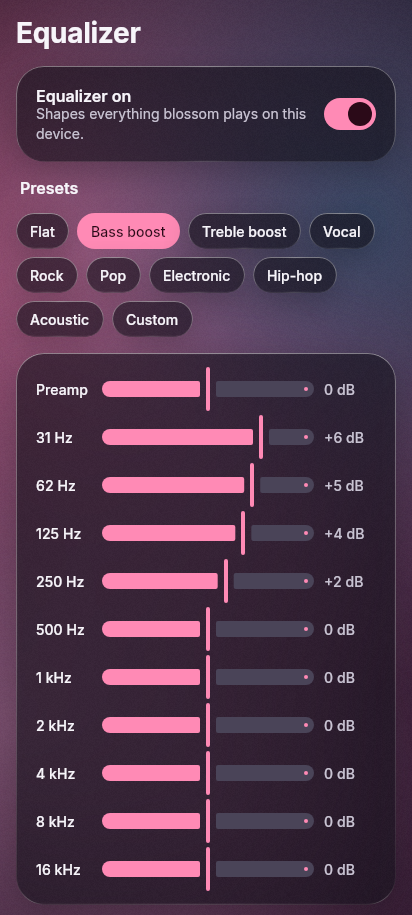 Equalizer
Equalizer on
Shapes everything blossom plays on this
device.
Presets
Flat
Bass boost
Treble boost
Vocal
Rock
Pop
Electronic
Hip-hop
Acoustic
Custom
Preamp 0 dB
31 Hz +6 dB
62 Hz +5 dB
125 Hz +4 dB
250 Hz +2 dB
500 Hz 0 dB
1 kHz 0 dB
2 kHz 0 dB
4 kHz 0 dB
8 kHz 0 dB
16 kHz 0 dB